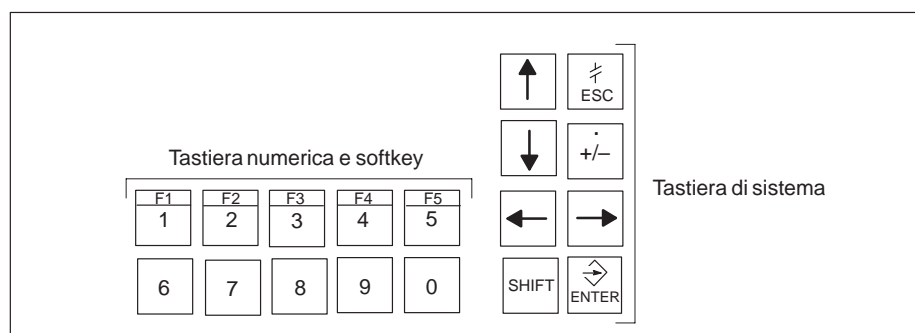 ESC
Tastiera numerica e softkey
. +/–
Tastiera di sistema
F1 F2 F3 F4 F5
1 2 3 4 5
6 7 8 9 0
SHIFT ENTER